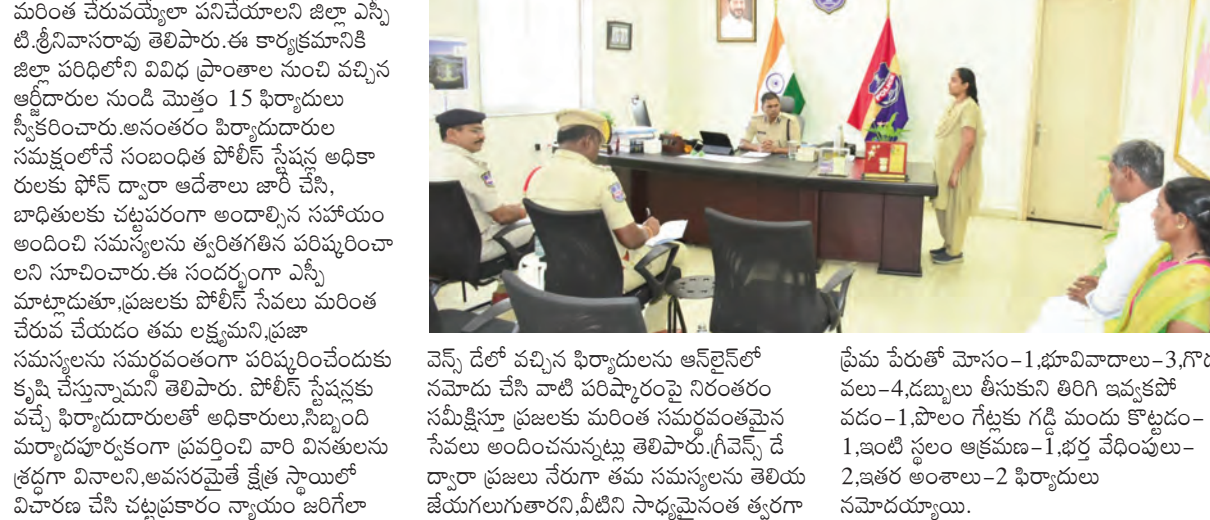 మరింత చేరువయ్యేలా పనిచేయాలని జిల్లా ఎస్పీ
టి.శ్రీనివాసరావు తెలిపారు.ఈ కార్యక్రమానికి
జిల్లా పరిధిలోని వివిధ ప్రాంతాల నుంచి వచ్చిన
ఆర్జీదారుల నుండి మొత్తం 15 ఫిర్యాదులు
స్వీకరించారు.అనంతరం పిర్యాదుదారుల
సమక్షంలోనే సంబంధిత పోలీస్ స్టేషన్ల అధికా
రులకు ఫోన్ ద్వారా ఆదేశాలు జారీ చేసి,
బాధితులకు చట్టపరంగా అందాల్సిన సహాయం
అందించి సమస్యలను త్వరితగతిన పరిష్కరించా
లని సూచించారు.ఈ సందర్భంగా ఎస్పీ
మాట్లాడుతూ,ప్రజలకు పోలీస్ సేవలు మరింత
చేరువ చేయడం తమ లక్ష్యమని,ప్రజా
సమస్యలను సమర్థవంతంగా పరిష్కరించేందుకు
కృషి చేస్తున్నామని తెలిపారు. పోలీస్ స్టేషన్లకు
వచ్చే ఫిర్యాదుదారులతో అధికారులు,సిబ్బంది
మర్యాదపూర్వకంగా ప్రవర్తించి వారి వినతులను
శ్రద్ధగా వినాలని,అవసరమైతే క్షేత్ర స్థాయిలో
విచారణ చేసి చట్టప్రకారం న్యాయం జరిగేలా
వెన్స్ డేలో వచ్చిన ఫిర్యాదులను ఆన్‌లైన్‌లో
నమోదు చేసి వాటి పరిష్కారంపై నిరంతరం
సమీక్షిస్తూ ప్రజలకు మరింత సమర్థవంతమైన
సేవలు అందించనున్నట్లు తెలిపారు.గ్రీవెన్స్ డే
ద్వారా ప్రజలు నేరుగా తమ సమస్యలను తెలియ
జేయగలుగుతారని,వీటిని సాధ్యమైనంత త్వరగా
ప్రేమ పేరుతో మోసం-1,భూవివాదాలు-3,గొడ
వలు-4,డబ్బులు తీసుకుని తిరిగి ఇవ్వకపో
వడం-1,పొలం గేట్లకు గడ్డి మందు కొట్టడం-
1,ఇంటి స్థలం ఆక్రమణ-1,భర్త వేధింపులు-
2,ఇతర అంశాలు-2 ఫిర్యాదులు
నమోదయ్యాయి.